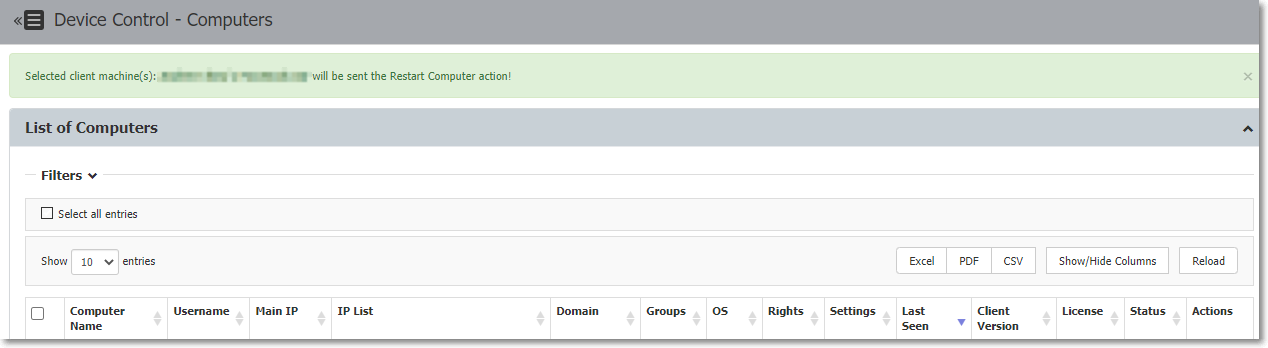 Device Control - Computers
Selected client machine(s): will be sent the Restart Computer action!
List of Computers
Filters
Select all entries
Show 10 entries
Excel PDF CSV Show/Hide Columns Reload
Computer Name Username Main IP IP List Domain Groups OS Rights Settings Last Seen Client Version License Status Actions